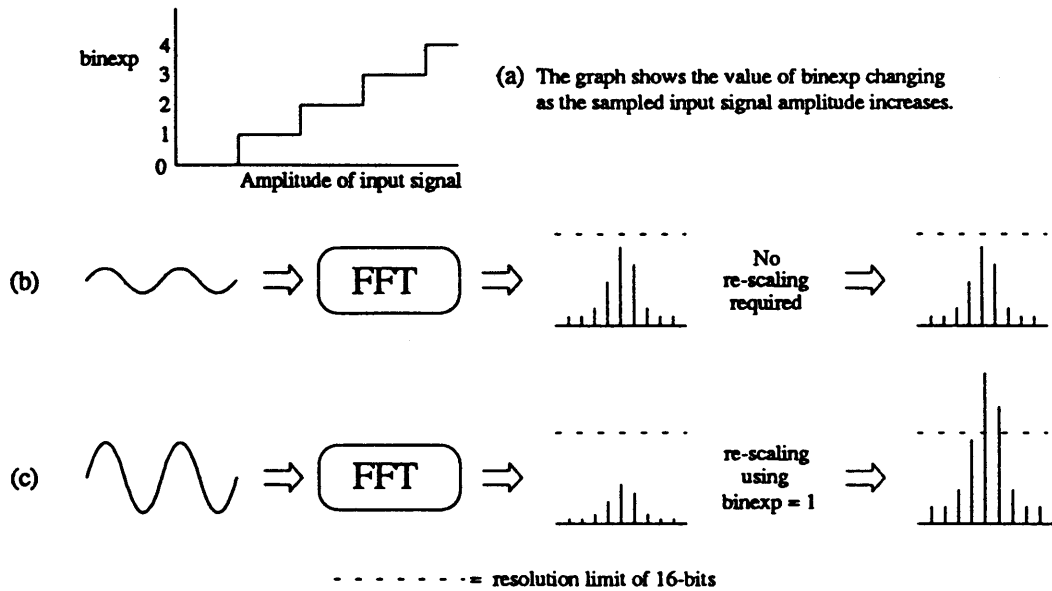 4
binexp
3
2
1
0
Amplitude of input signal
(a) The graph shows the value of binexp changing
as the sampled input signal amplitude increases.
(b)
FFT
No
re-scaling
required
(c)
FFT
re-scaling
using
binexp = 1
- - - - - - - = resolution limit of 16-bits